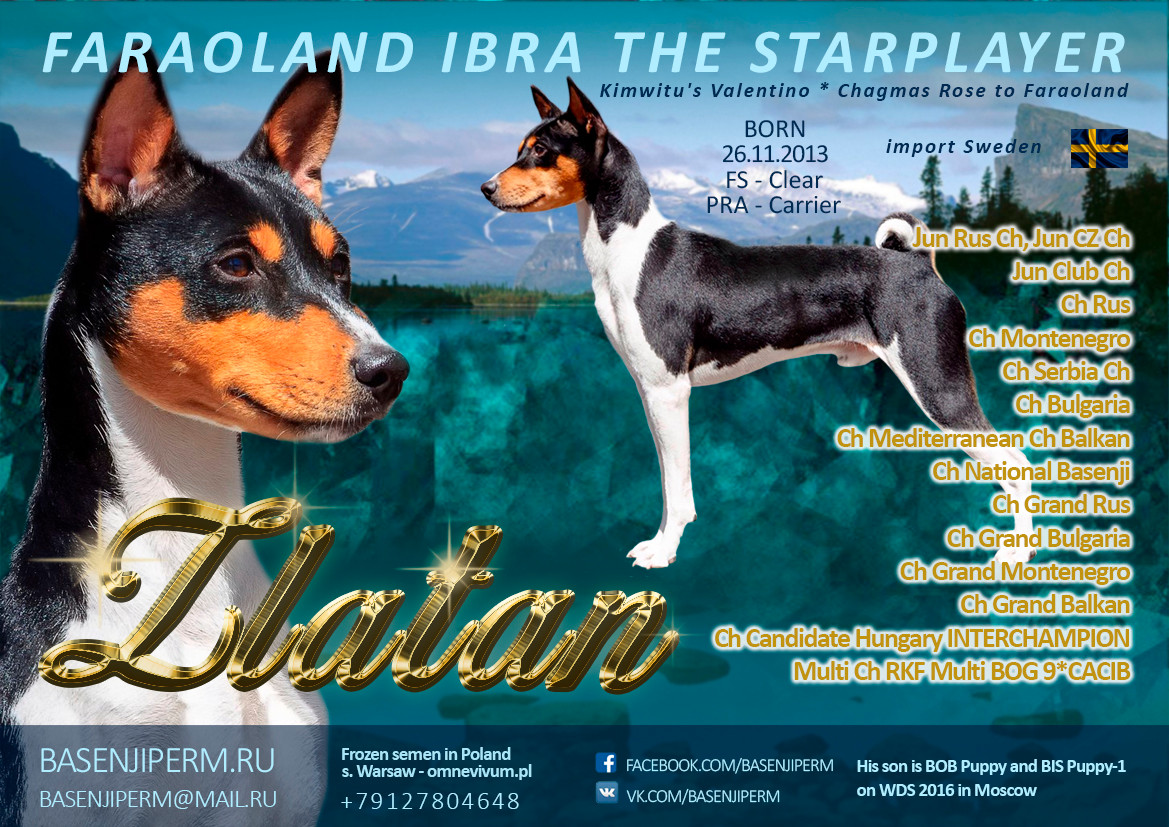 FARAOLAND IBRA THE STARPLAYER
Kimwitu's Valentino * Chagmas Rose to Faraoland
BORN
26.11.2013
FS - Clear
PRA - Carrier
import Sweden
Jun Rus Ch, Jun CZ Ch
Jun Club Ch
Ch Rus
Ch Montenegro
Ch Serbia Ch
Ch Bulgaria
Ch Mediterranean Ch Balkan
Ch National Basenji
Ch Grand Rus
Ch Grand Bulgaria
Ch Grand Montenegro
Ch Grand Balkan
Ch Candidate Hungary INTERCHAMPION
Multi Ch RKF Multi BOG 9*CACIB
Zlatan
BASENJIPERM.RU
BASENJIPERM@MAIL.RU
Frozen semen in Poland
s. Warsaw - omnevivum.pl
+79127804648
FACEBOOK.COM/BASENJIPERM
VK.COM/BASENJIPERM
His son is BOB Puppy and BIS Puppy-1
on WDS 2016 in Moscow